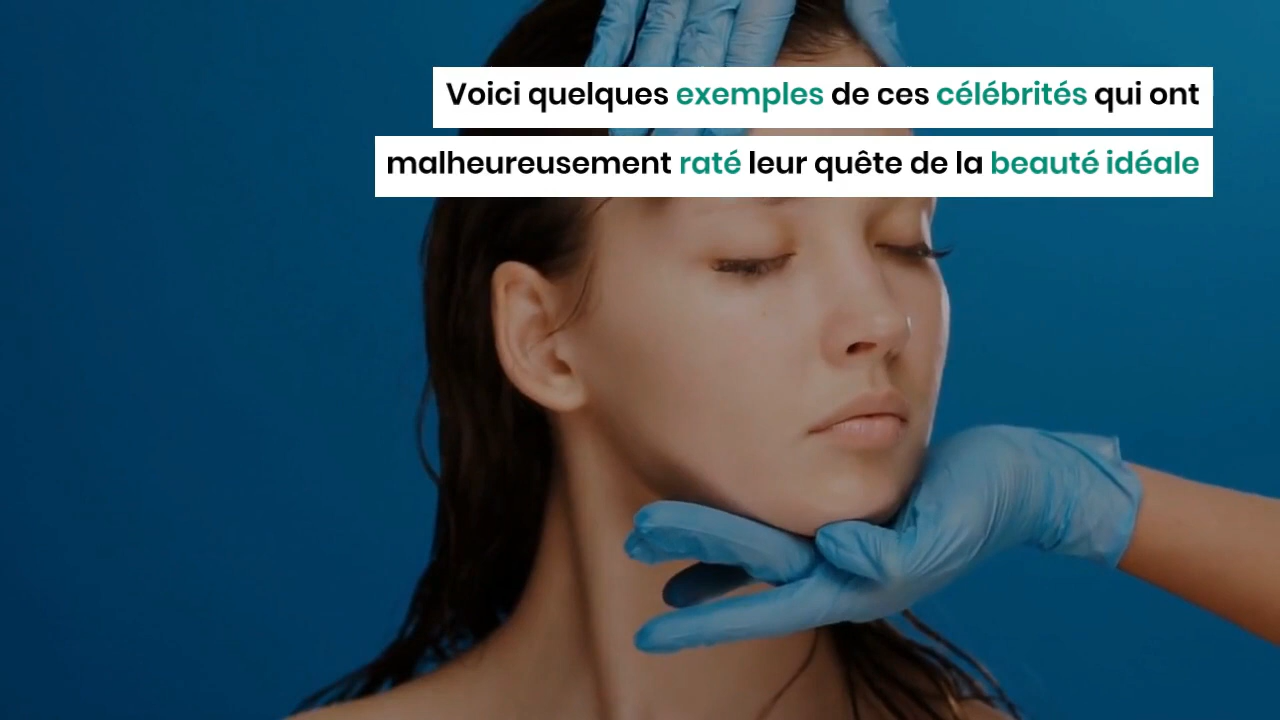 Voici quelques exemples de ces célébrités qui ont
malheureusement raté leur quête de la beauté idéale